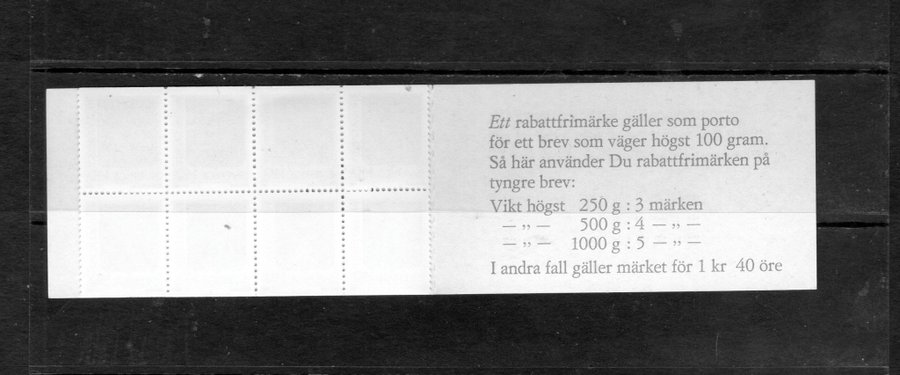 Ett rabattfrimärke gäller som porto
för ett brev som väger högst 100 gram.
Så här använder Du rabattfrimärken på
tyngre brev:
Vikt högst 250 g : 3 märken
— ,, — 500 g : 4 — ,, —
— ,, — 1000 g : 5 — ,, —
I andra fall gäller märket för 1 kr 40 öre